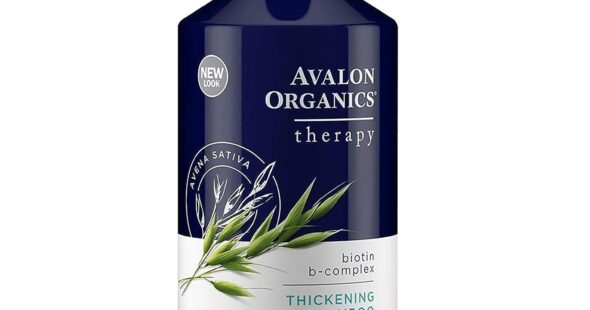 NEW
LOOK
AVALON
ORGANICS®
therapy
AVENA SATIVA
biotin
b-complex
THICKENING